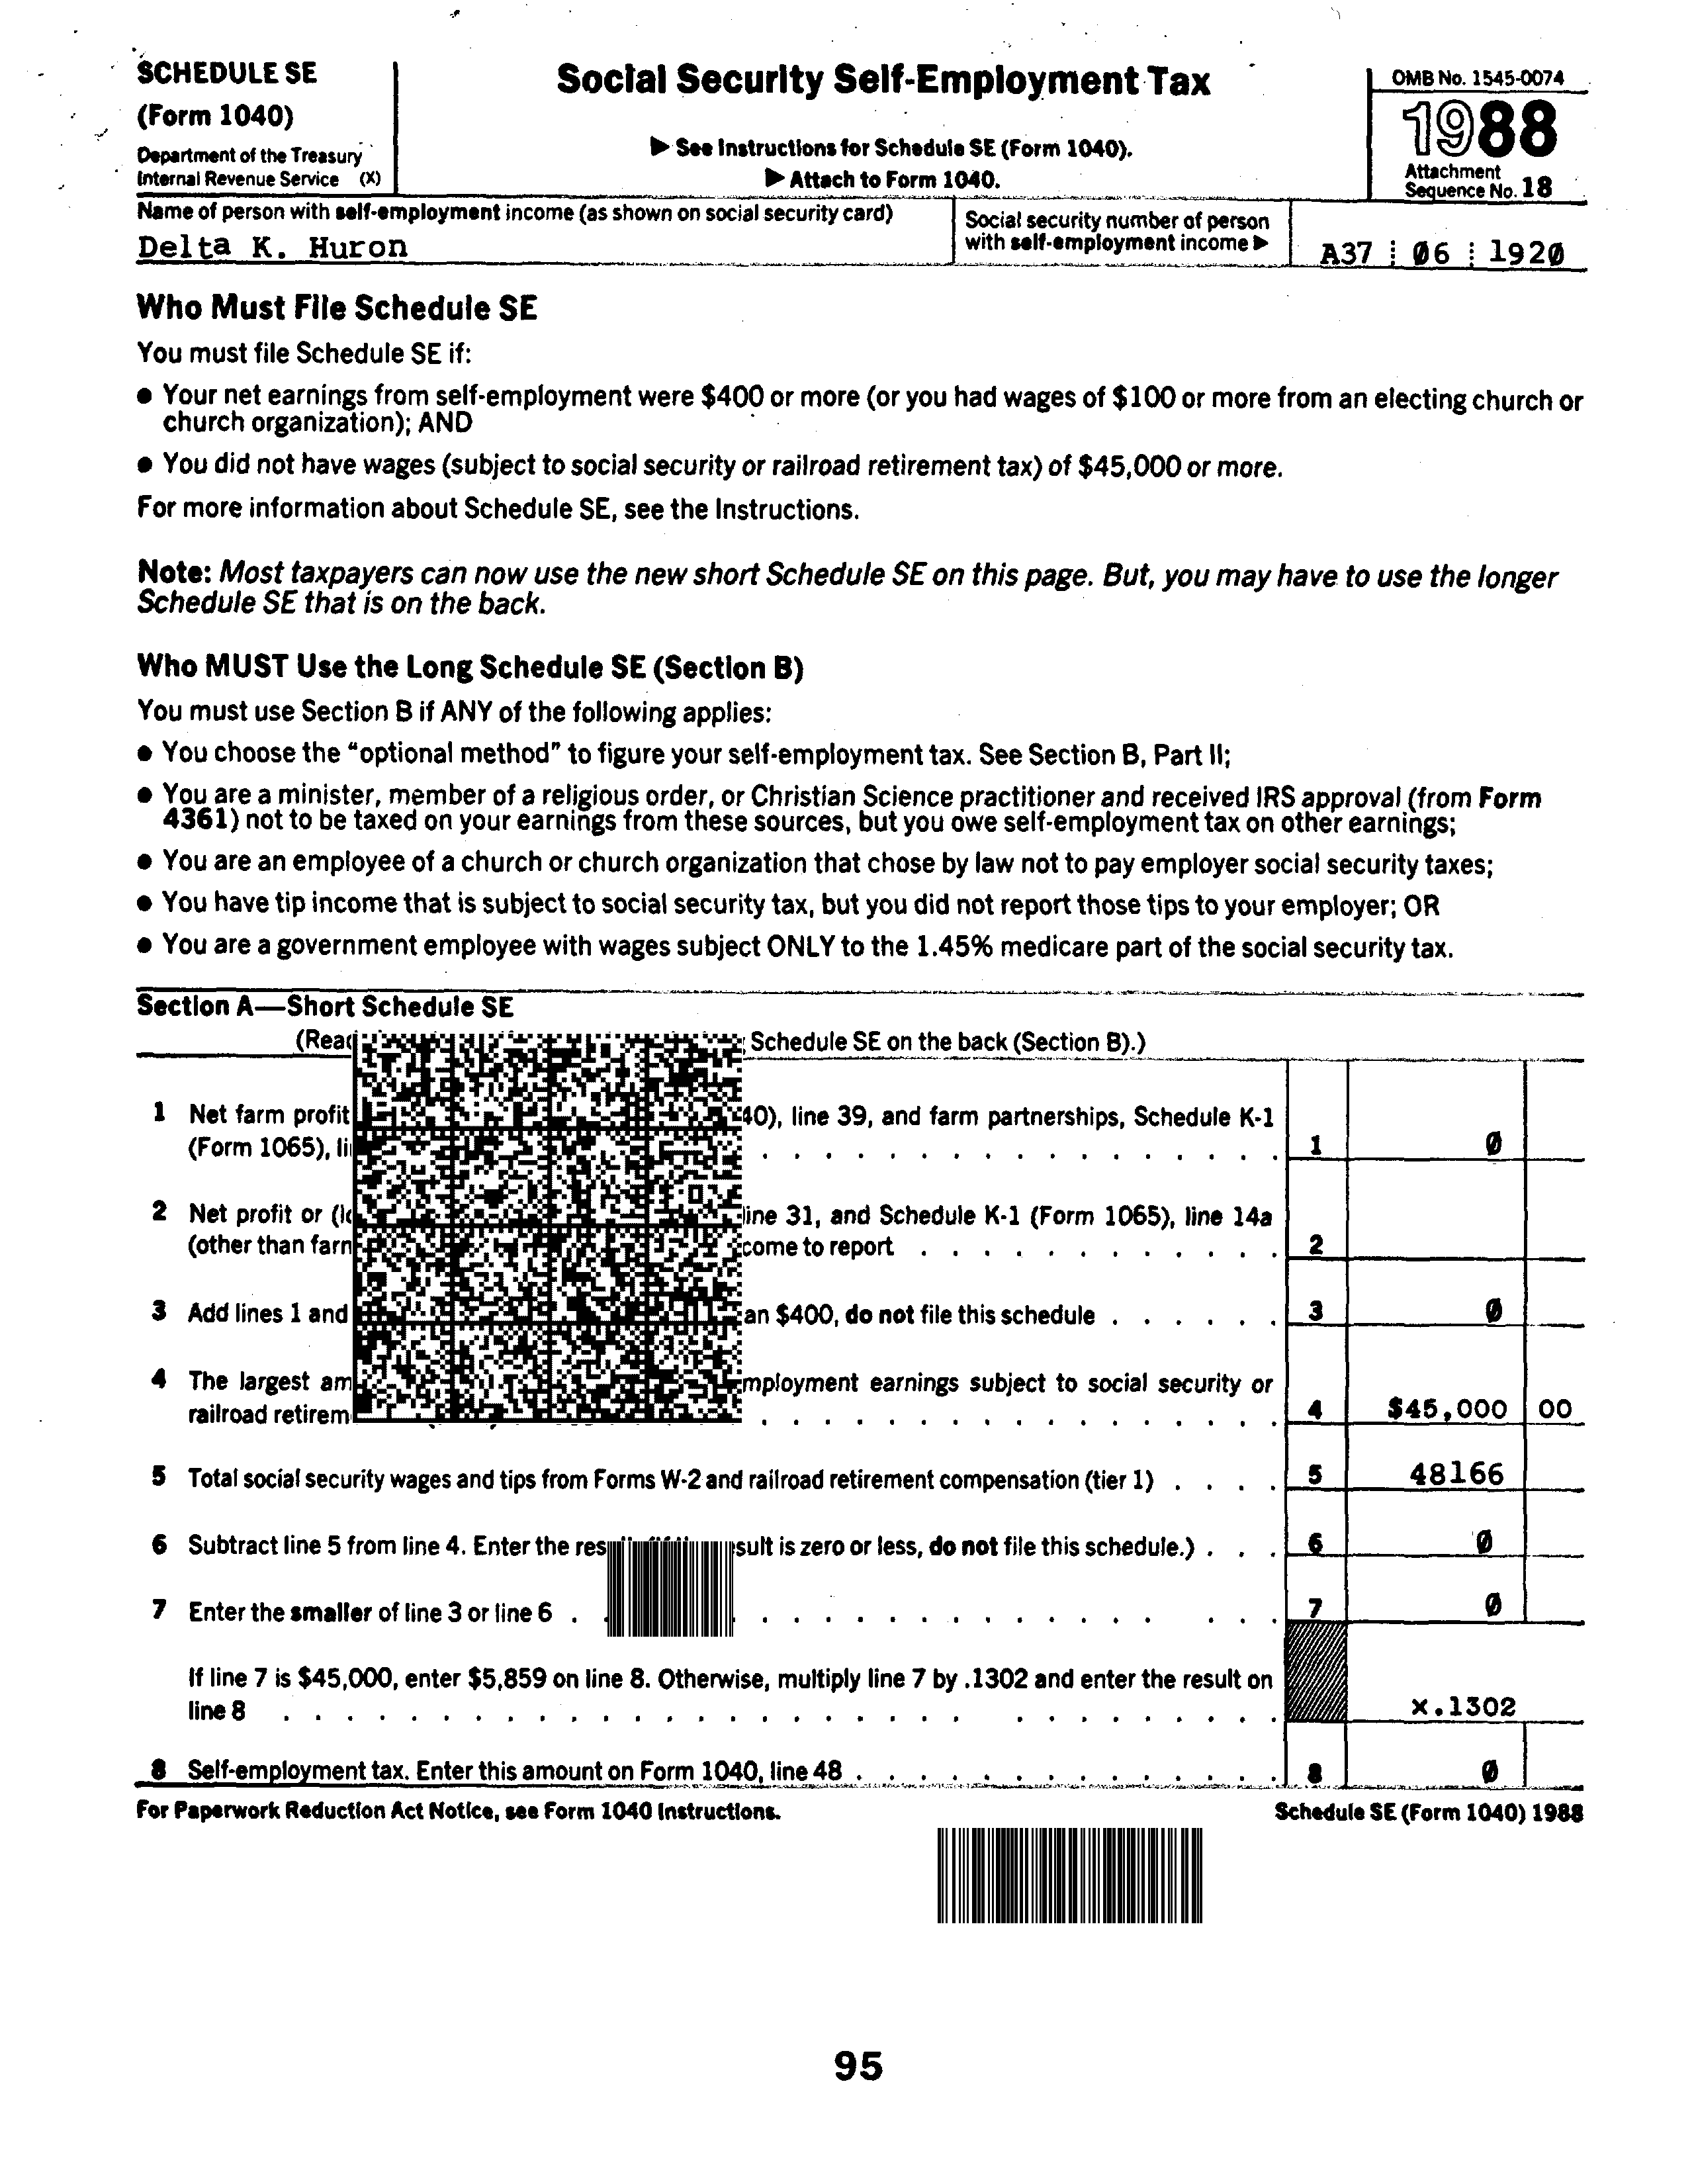 SCHEDULE SE
(Form 1040)
Department of the Treasury
Internal Revenue Service (X)
Social Security Self-Employment Tax
▶ See Instructions for Schedule SE (Form 1040).
▶ Attach to Form 1040.
OMB No. 1545-0074
1988
Attachment
Sequence No. 18
Name of person with self-employment income (as shown on social security card)
Delta K. Huron
Social security number of person
with self-employment income ▶
A37 06 1920
Who Must File Schedule SE
You must file Schedule SE if:
● Your net earnings from self-employment were $400 or more (or you had wages of $100 or more from an electing church or
church organization); AND
● You did not have wages (subject to social security or railroad retirement tax) of $45,000 or more.
For more information about Schedule SE, see the Instructions.
Note: Most taxpayers can now use the new short Schedule SE on this page. But, you may have to use the longer
Schedule SE that is on the back.
Who MUST Use the Long Schedule SE (Section B)
You must use Section B if ANY of the following applies:
● You choose the “optional method” to figure your self-employment tax. See Section B, Part II;
● You are a minister, member of a religious order, or Christian Science practitioner and received IRS approval (from Form
4361) not to be taxed on your earnings from these sources, but you owe self-employment tax on other earnings;
● You are an employee of a church or church organization that chose by law not to pay employer social security taxes;
● You have tip income that is subject to social security tax, but you did not report those tips to your employer; OR
● You are a government employee with wages subject ONLY to the 1.45% medicare part of the social security tax.
Section A—Short Schedule SE
Schedule SE on the back (Section B).)
1 Net farm profit line 39, and farm partnerships, Schedule K-1
(Form 1065), 1 Ø
2 Net profit or line 31, and Schedule K-1 (Form 1065), line 14a
(other than come to report 2
3 Add lines 1 and an $400, do not file this schedule 3 Ø
4 The largest employment earnings subject to social security or
railroad 4 $45,000 00
5 Total social security wages and tips from Forms W-2 and railroad retirement compensation (tier 1) 5 48166
6 Subtract line 5 from line 4. Enter the is zero or less, do not file this schedule.) 6 Ø
7 Enter the smaller of line 3 or line 6 7 Ø
If line 7 is $45,000, enter $5,859 on line 8. Otherwise, multiply line 7 by .1302 and enter the result on
line 8 x.1302
8 Self-employment tax. Enter this amount on Form 1040, line 48 8 Ø
For Paperwork Reduction Act Notice, see Form 1040 Instructions.
Schedule SE (Form 1040) 1988
95